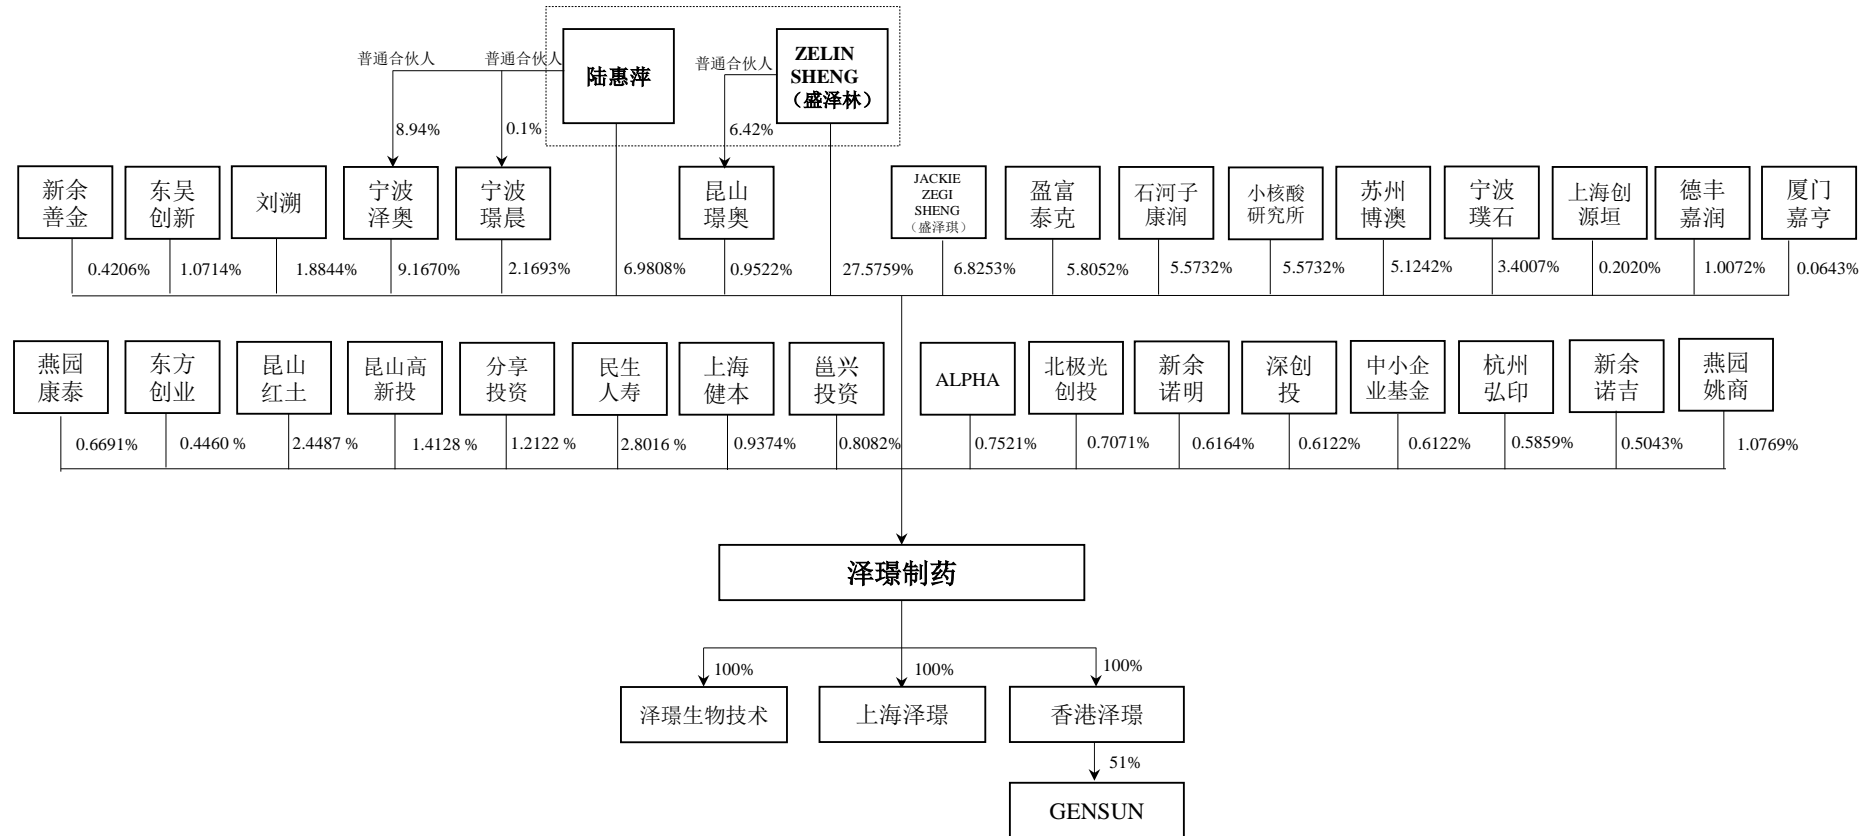 普通合伙人
普通合伙人
陆惠萍
普通合伙人
ZELIN
SHENG
（盛泽林）
8.94%
0.1%
6.42%
新余
善金
东吴
创新
刘溯
宁波
泽奥
宁波
璟晨
昆山
璟奥
JACKIE
ZEGI
SHENG
（盛泽琪）
盈富
泰克
石河子
康润
小核酸
研究所
苏州
博澳
宁波
璞石
上海创
源垣
德丰
嘉润
厦门
嘉亨
0.4206%
1.0714%
1.8844%
9.1670%
2.1693%
6.9808%
0.9522%
27.5759%
6.8253%
5.8052%
5.5732%
5.5732%
5.1242%
3.4007%
0.2020%
1.0072%
0.0643%
燕园
康泰
东方
创业
昆山
红土
昆山高
新投
分享
投资
民生
人寿
上海
健本
邕兴
投资
ALPHA
北极光
创投
新余
诺明
深创
投
中小企
业基金
杭州
弘印
新余
诺吉
燕园
姚商
0.6691%
0.4460 %
2.4487 %
1.4128 %
1.2122 %
2.8016 %
0.9374%
0.8082%
0.7521%
0.7071%
0.6164%
0.6122%
0.6122%
0.5859%
0.5043%
1.0769%
泽璟制药
100%
100%
100%
泽璟生物技术
上海泽璟
香港泽璟
51%
GENSUN